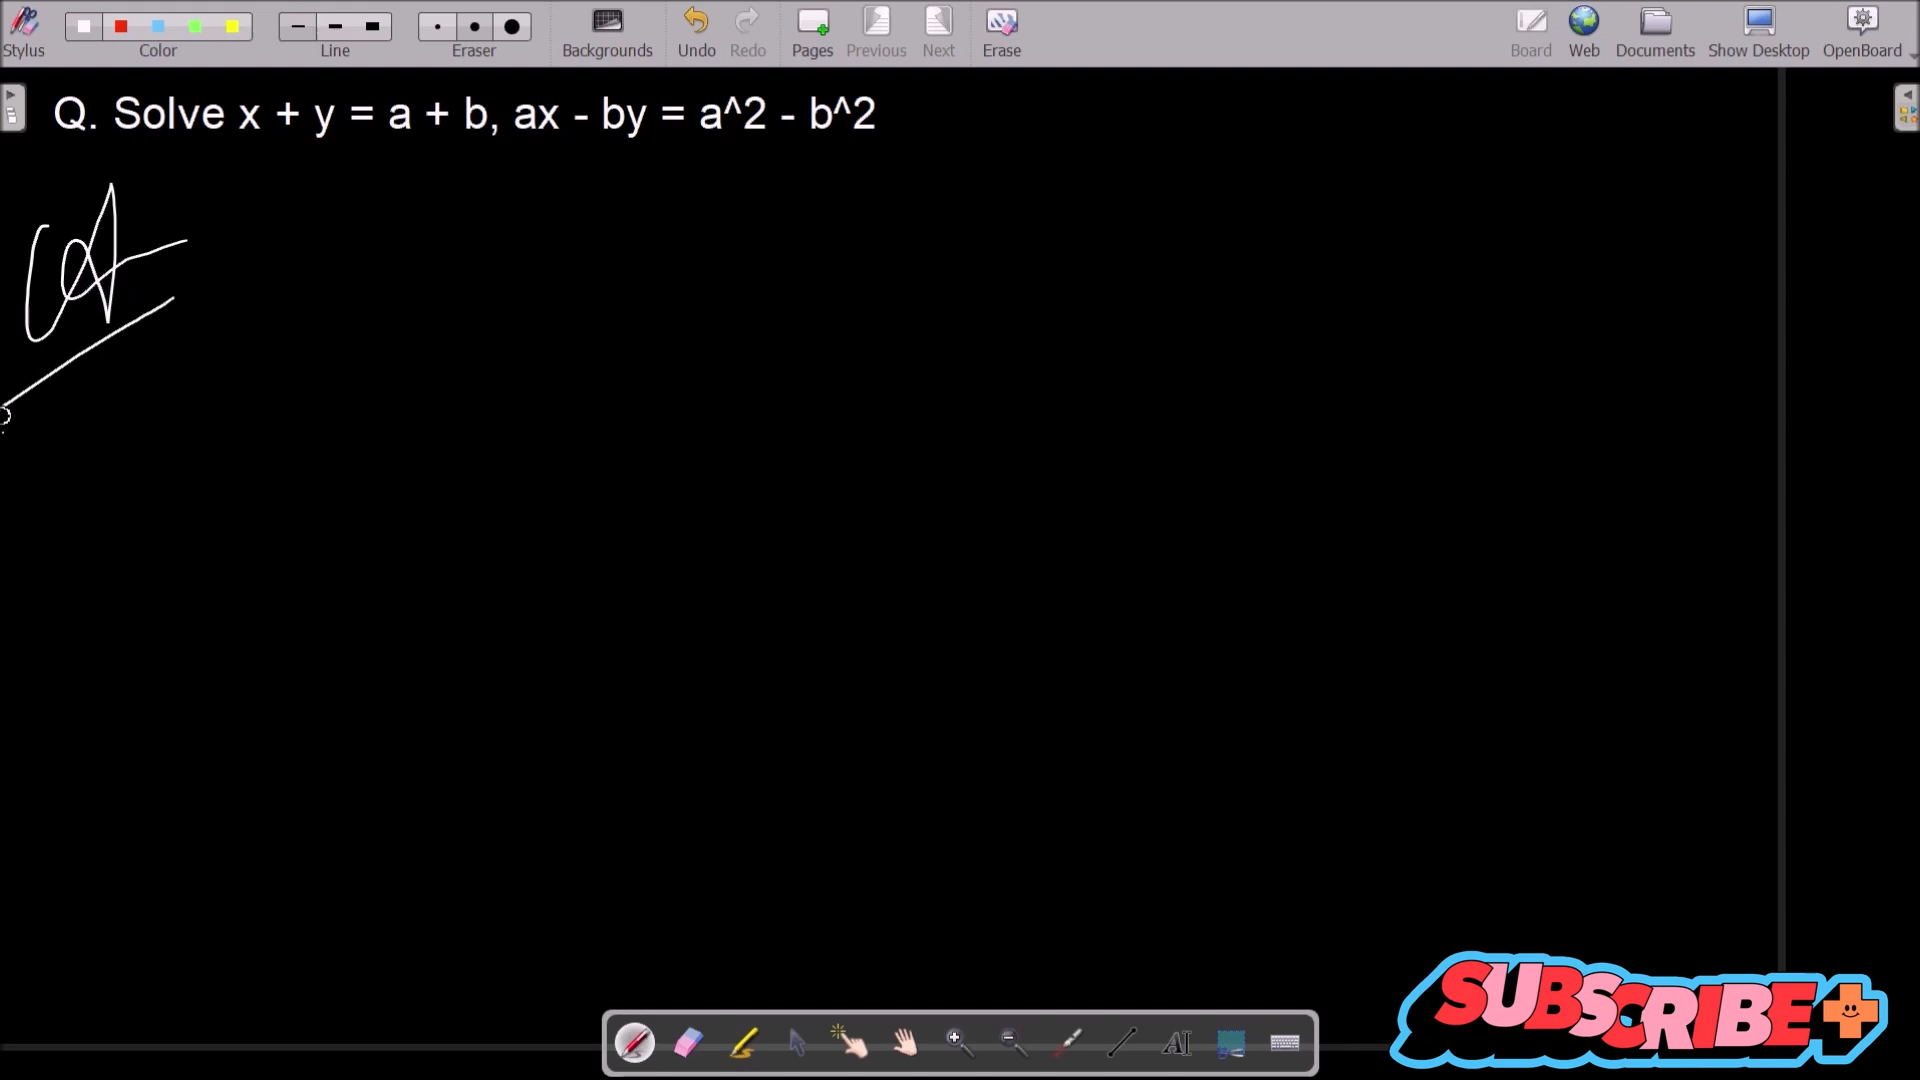 Stylus Color Line Eraser Backgrounds Undo Redo Pages Previous Next Erase Board Web Documents Show Desktop OpenBoard
Q. Solve x + y = a + b, ax - by = a^2 - b^2
AI
SUBSCRIBE